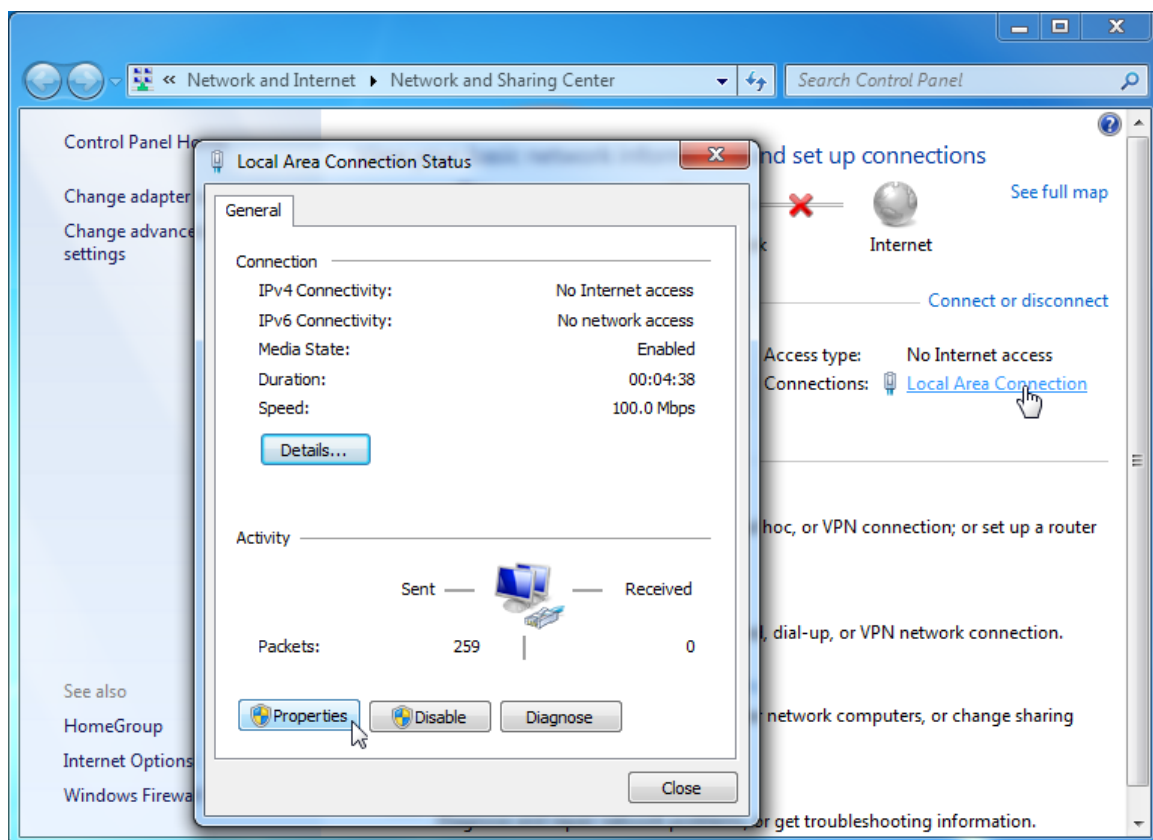 « Network and Internet ▸ Network and Sharing Center
Search Control Panel
Control Panel Ho
Change adapter
Change advance
settings
nd set up connections
See full map
Internet
Connect or disconnect
Access type: No Internet access
Connections: Local Area Connection
hoc, or VPN connection; or set up a router
dial-up, or VPN network connection.
network computers, or change sharing
or get troubleshooting information.
See also
HomeGroup
Internet Options
Windows Firewa
Local Area Connection Status
General
Connection
IPv4 Connectivity: No Internet access
IPv6 Connectivity: No network access
Media State: Enabled
Duration: 00:04:38
Speed: 100.0 Mbps
Details...
Activity
Sent Received
Packets: 259 0
Properties Disable Diagnose
Close